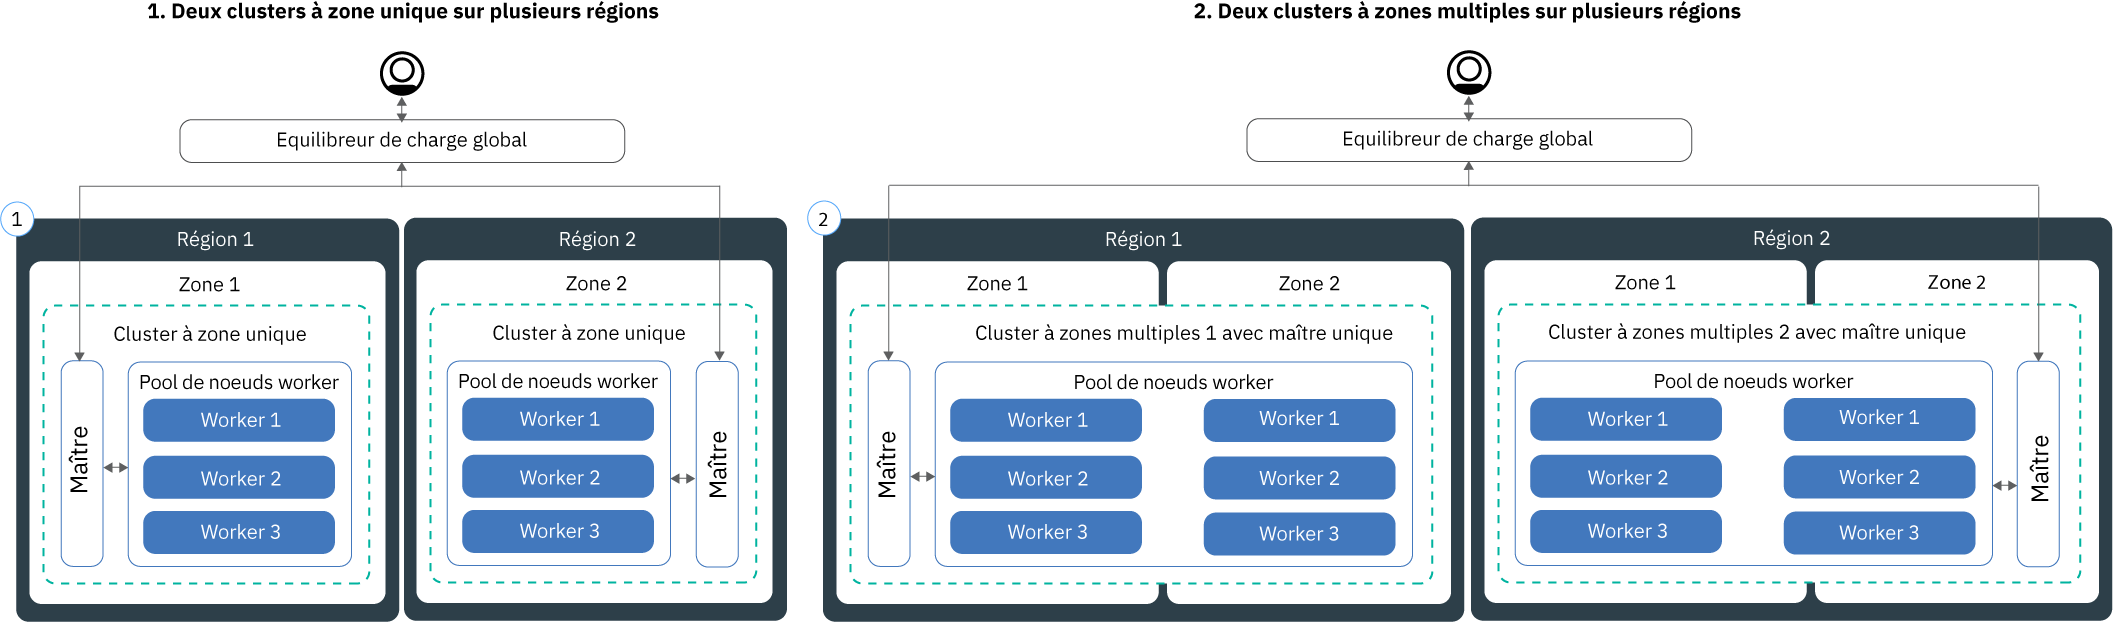 1. Deux clusters à zone unique sur plusieurs régions
Equilibreur de charge global
1
Région 1
Zone 1
Cluster à zone unique
Maître
Pool de noeuds worker
Worker 1
Worker 2
Worker 3
Région 2
Zone 2
Cluster à zone unique
Pool de noeuds worker
Worker 1
Worker 2
Worker 3
Maître
2. Deux clusters à zones multiples sur plusieurs régions
Equilibreur de charge global
2
Région 1
Zone 1
Zone 2
Cluster à zones multiples 1 avec maître unique
Maître
Pool de noeuds worker
Worker 1
Worker 2
Worker 3
Worker 1
Worker 2
Worker 3
Région 2
Zone 1
Zone 2
Cluster à zones multiples 2 avec maître unique
Pool de noeuds worker
Worker 1
Worker 2
Worker 3
Worker 1
Worker 2
Worker 3
Maître